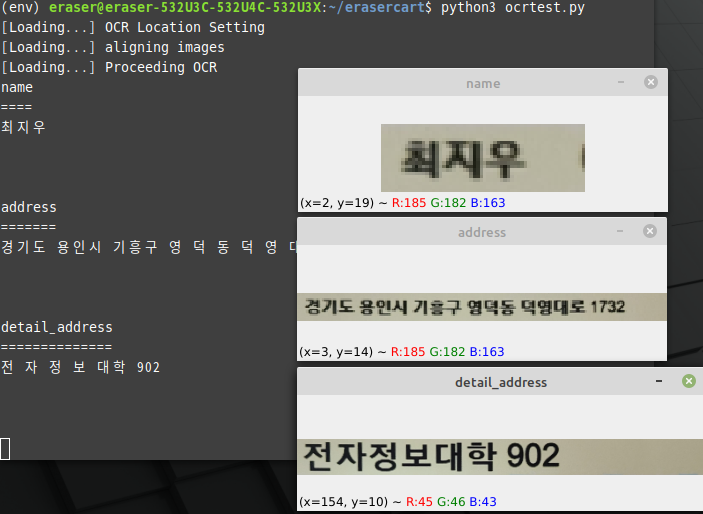 (env) eraser@eraser-532U3C-532U4C-532U3X:~/erasercart$ python3 ocrtest.py
[Loading...] OCR Location Setting
[Loading...] aligning images
[Loading...] Proceeding OCR
name
====
최지우
address
=======
경기도 용인시 기흥구 영 덕 동 덕 영 대
detail_address
==============
전 자 정 보 대학 902
name
최지우
(x=2, y=19) ~ R:185 G:182 B:163
address
경기도 용인시 기흥구 영덕동 덕영대로 1732
(x=3, y=14) ~ R:185 G:182 B:163
detail_address
전자정보대학 902
(x=154, y=10) ~ R:45 G:46 B:43